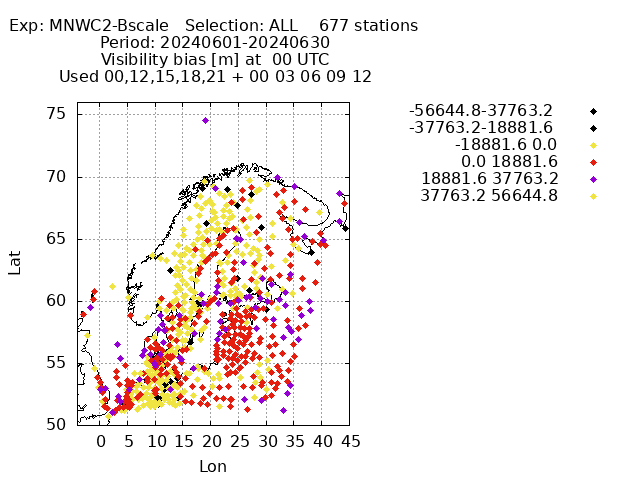 Exp: MNWC2-Bscale   Selection: ALL    677 stations
Period: 20240601-20240630
Visibility bias [m] at  00 UTC
Used 00,12,15,18,21 + 00 03 06 09 12
-56644.8-37763.2
-37763.2-18881.6
-18881.6 0.0
0.0 18881.6
18881.6 37763.2
37763.2 56644.8
75
70
65
60
55
50
Lat
0 5 10 15 20 25 30 35 40 45
Lon